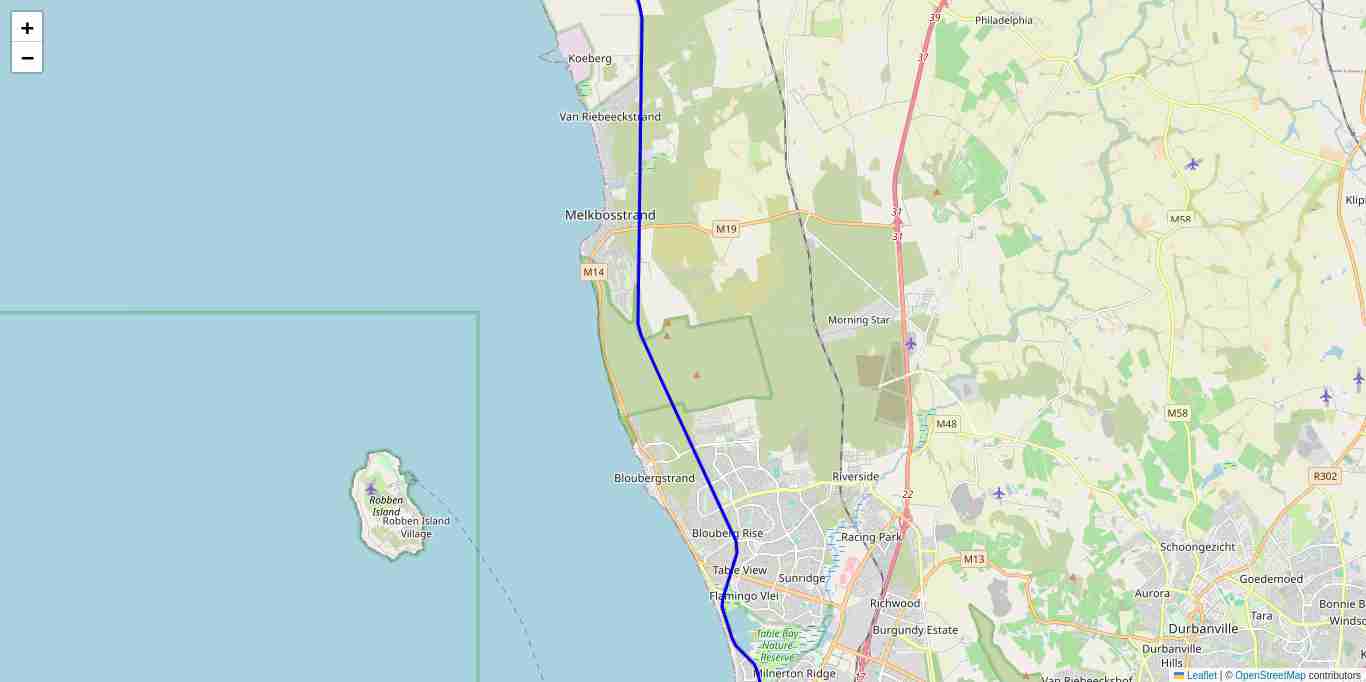 +
−
39
Philadelphia
37
Koeberg
Van Riebeeckstrand
M58
Klip
Melkbosstrand
31
M19
31
M14
Morning Star
M58
M48
R302
Bloubergstrand
Riverside
22
Robben
Island
Robben Island
Village
Blouberg Rise
Racing Park
Schoongezicht
M13
Table View
Sunridge
Goedemoed
Aurora
Flamingo Vlei
Richwood
Bonnie B
Tara
Windso
Burgundy Estate
Durbanville
Table Bay
Nature
Reserve
Durbanville
Hills
K
Milnerton Ridge
17
Van Riebeeckshof
Leaflet | © OpenStreetMap contributors